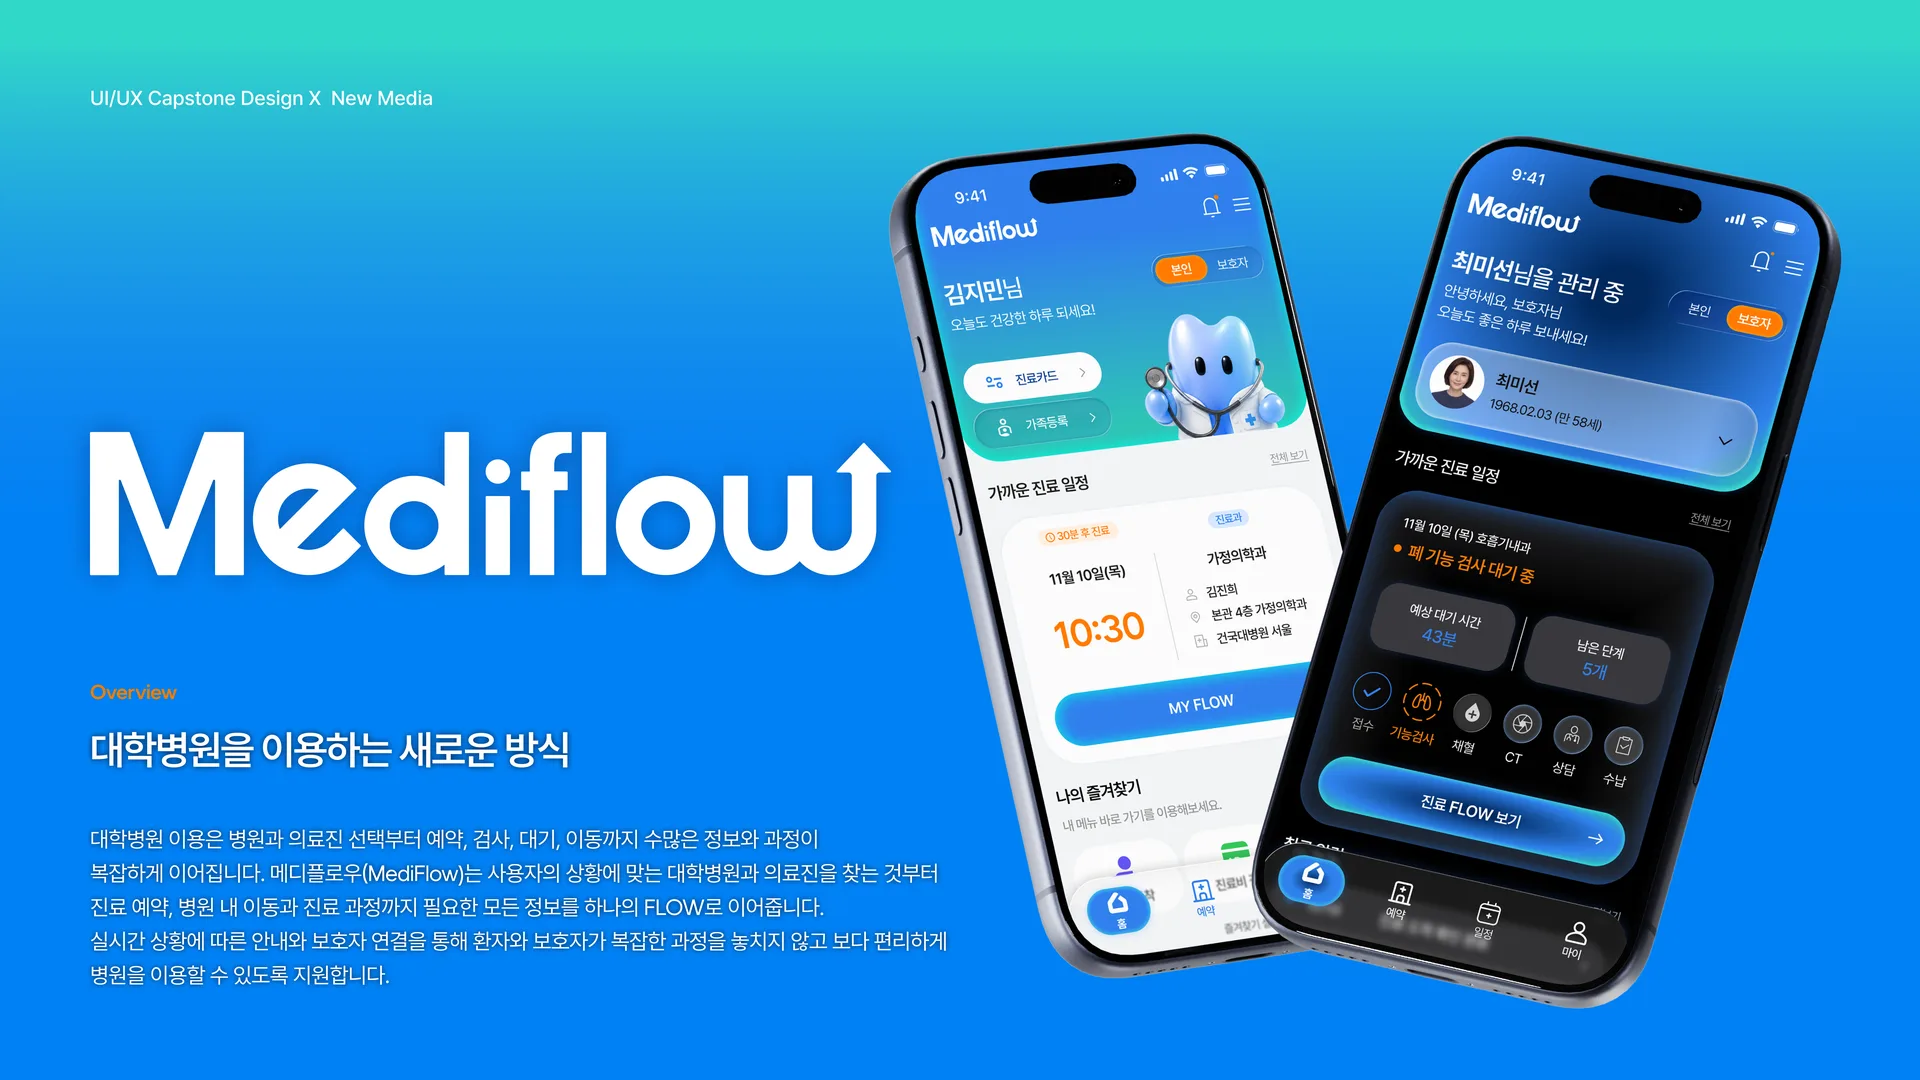 UI/UX Capstone Design X  New Media
Mediflow
Overview
대학병원을 이용하는 새로운 방식
대학병원 이용은 병원과 의료진 선택부터 예약, 검사, 대기, 이동까지 수많은 정보와 과정이
복잡하게 이어집니다. 메디플로우(MediFlow)는 사용자의 상황에 맞는 대학병원과 의료진을 찾는 것부터
진료 예약, 병원 내 이동과 진료 과정까지 필요한 모든 정보를 하나의 FLOW로 이어줍니다.
실시간 상황에 따른 안내와 보호자 연결을 통해 환자와 보호자가 복잡한 과정을 놓치지 않고 보다 편리하게
병원을 이용할 수 있도록 지원합니다.
9:41
Mediflow
본인 보호자
김지민님
오늘도 건강한 하루 되세요!
진료카드
가족등록
전체 보기
가까운 진료 일정
30분 후 진료
진료과
11월 10일(목)
가정의학과
10:30
김진희
본관 4층 가정의학과
건국대병원 서울
MY FLOW
나의 즐겨찾기
내 메뉴 바로 가기를 이용해보세요.
진료비
홈
예약
즐겨찾기
9:41
Mediflow
최미선님을 관리 중
안녕하세요, 보호자님
오늘도 좋은 하루 보내세요!
본인 보호자
최미선
1968.02.03 (만 58세)
가까운 진료 일정
전체 보기
11월 10일 (목) 호흡기내과
폐 기능 검사 대기 중
예상 대기 시간
43분
남은 단계
5개
접수 기능검사 채혈 CT 상담 수납
진료 FLOW 보기
홈 예약 일정 마이